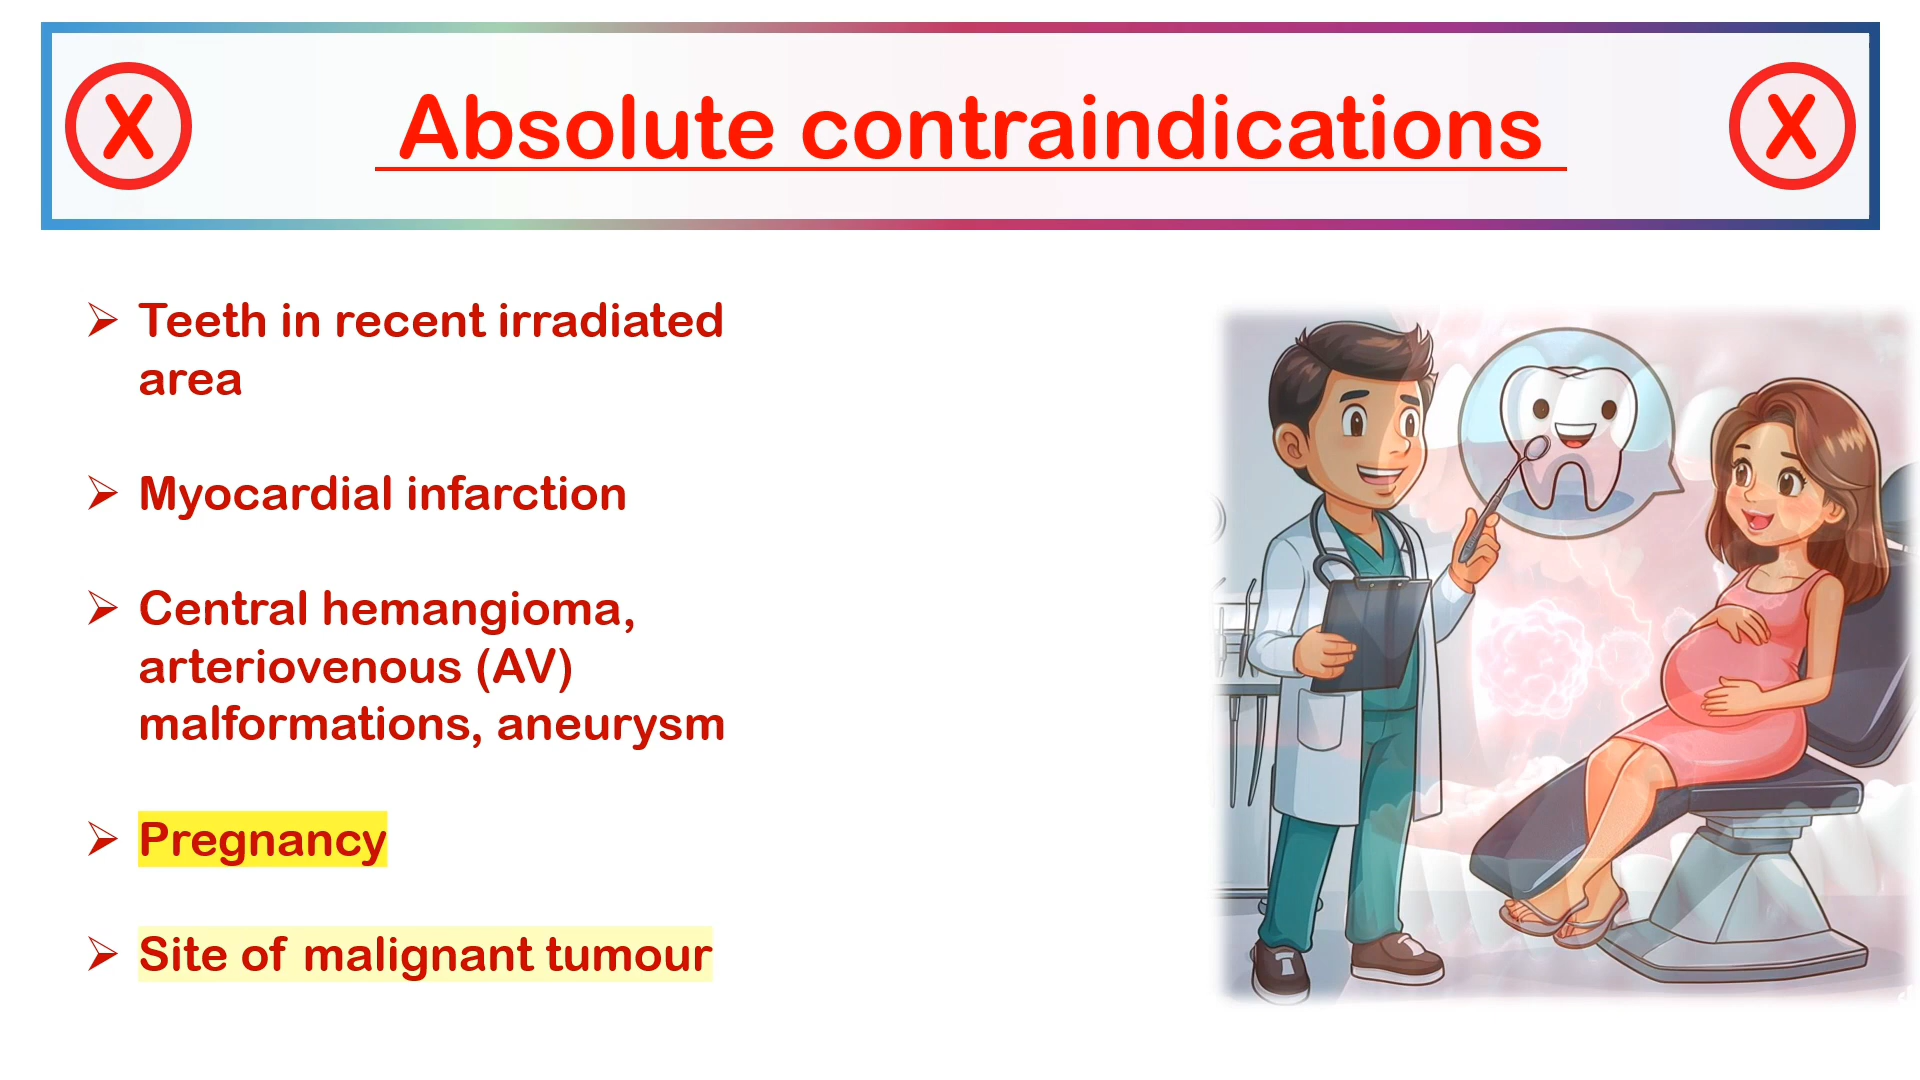 X Absolute contraindications X
➢ Teeth in recent irradiated
area
➢ Myocardial infarction
➢ Central hemangioma,
arteriovenous (AV)
malformations, aneurysm
➢ Pregnancy
➢ Site of malignant tumour